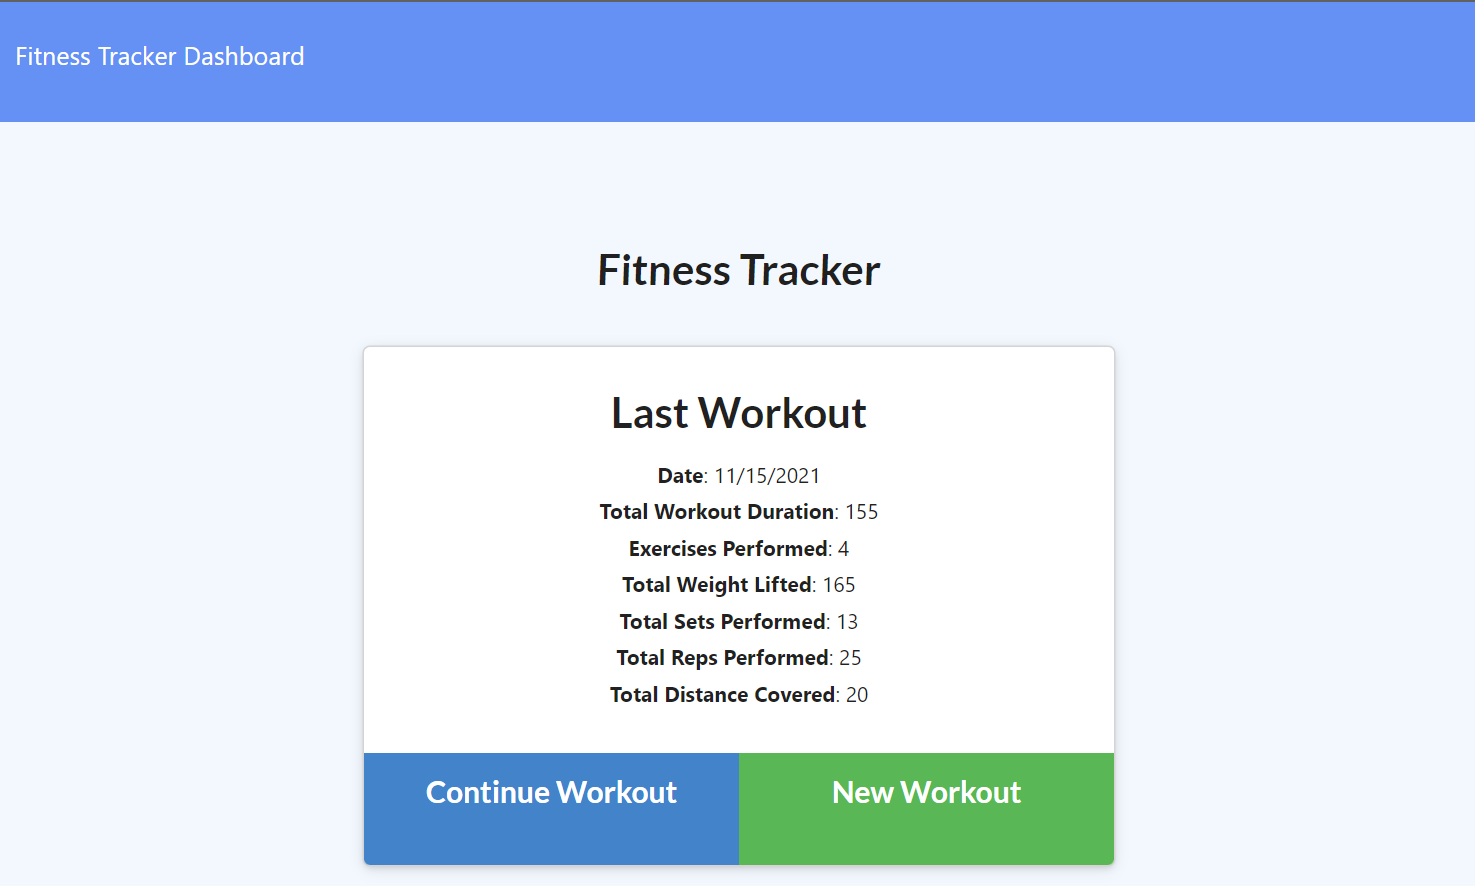 Fitness Tracker Dashboard
Fitness Tracker
Last Workout
Date: 11/15/2021
Total Workout Duration: 155
Exercises Performed: 4
Total Weight Lifted: 165
Total Sets Performed: 13
Total Reps Performed: 25
Total Distance Covered: 20
Continue Workout
New Workout